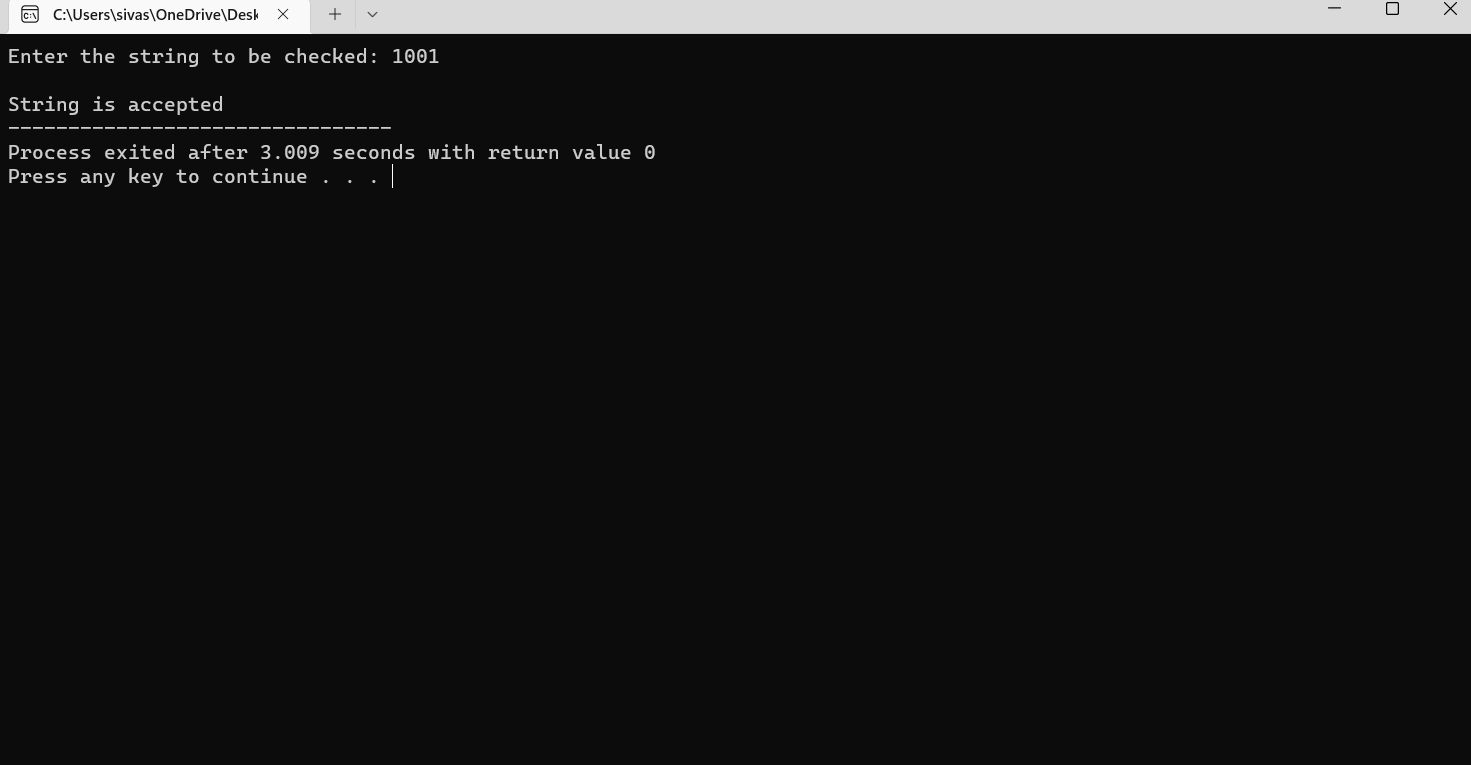 C:\Users\sivas\OneDrive\Desk
Enter the string to be checked: 1001
String is accepted
--------------------------------
Process exited after 3.009 seconds with return value 0
Press any key to continue . . .